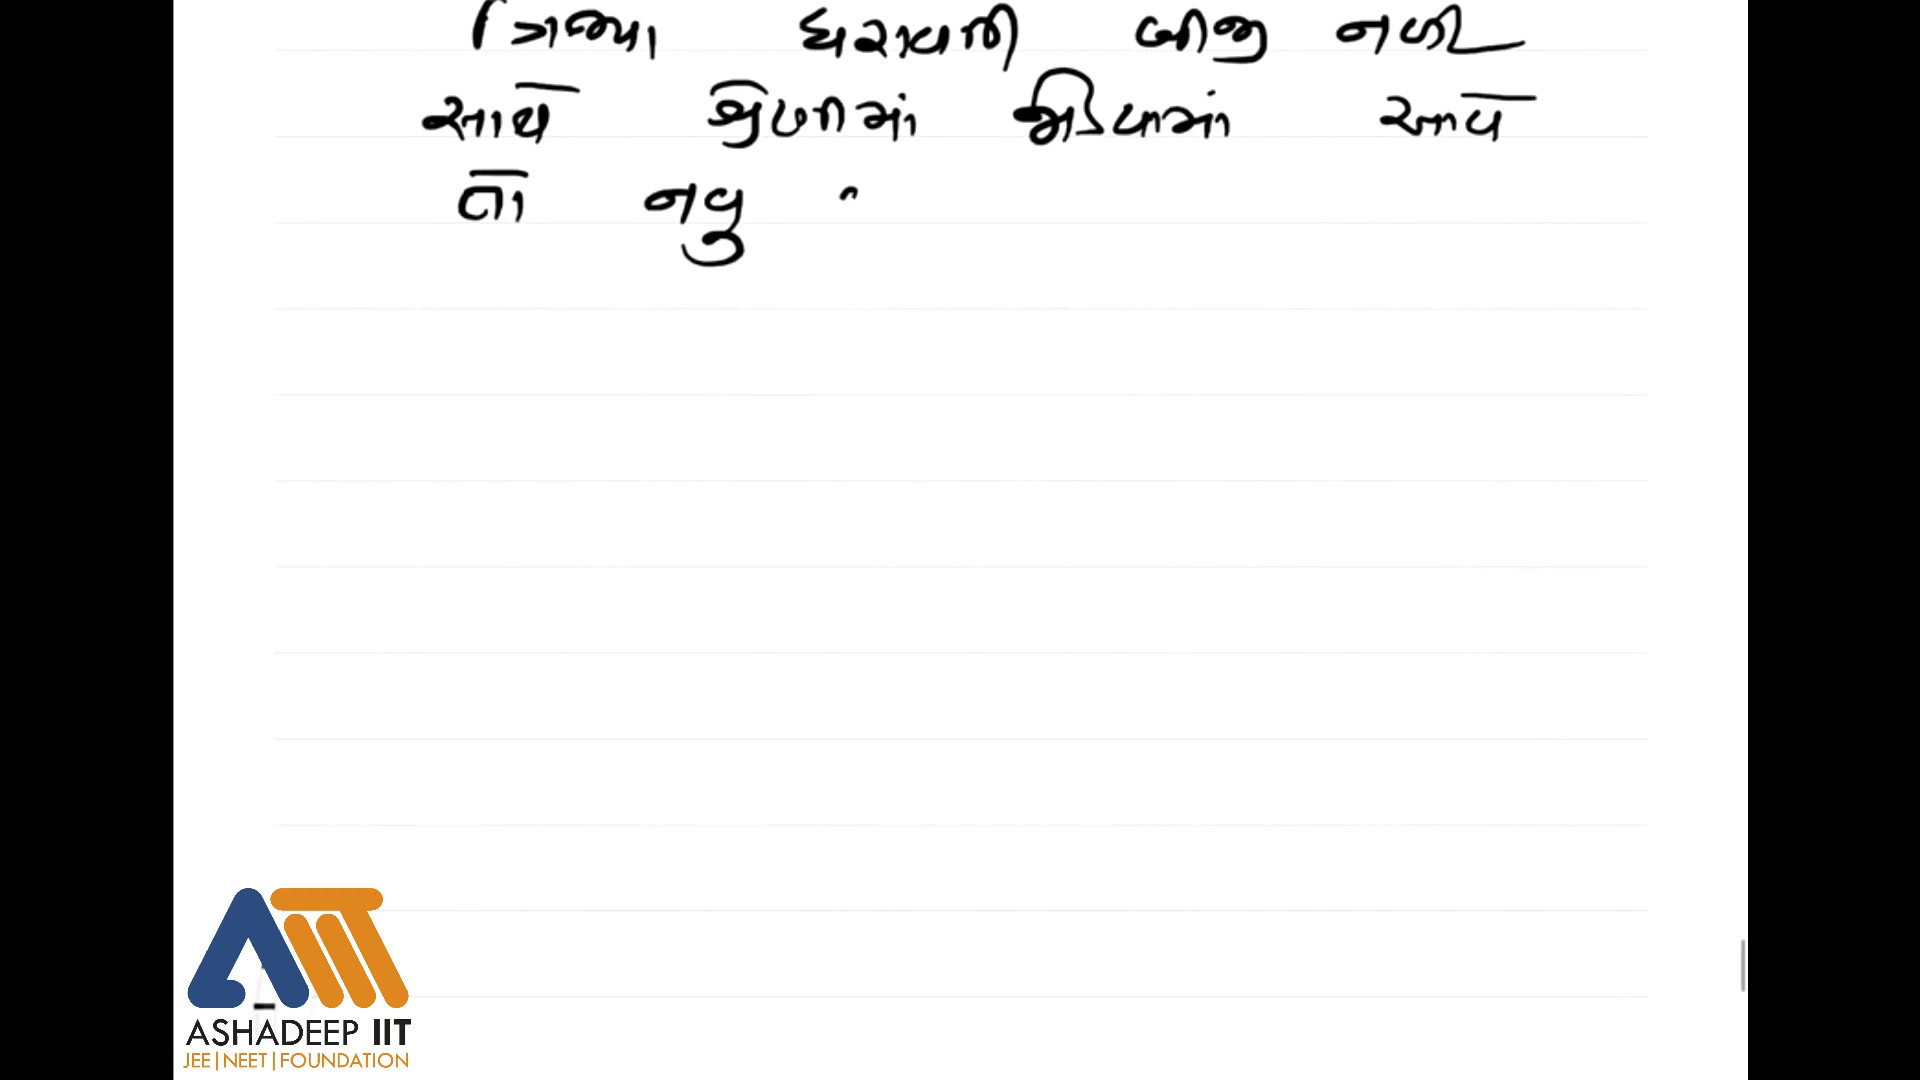 ત્રિજ્યા ધરાવતી બીજી નળી
સાથે શ્રેણીમાં જોડવામાં આવે
તો નવુ
ASHADEEP IIT
JEE|NEET|FOUNDATION